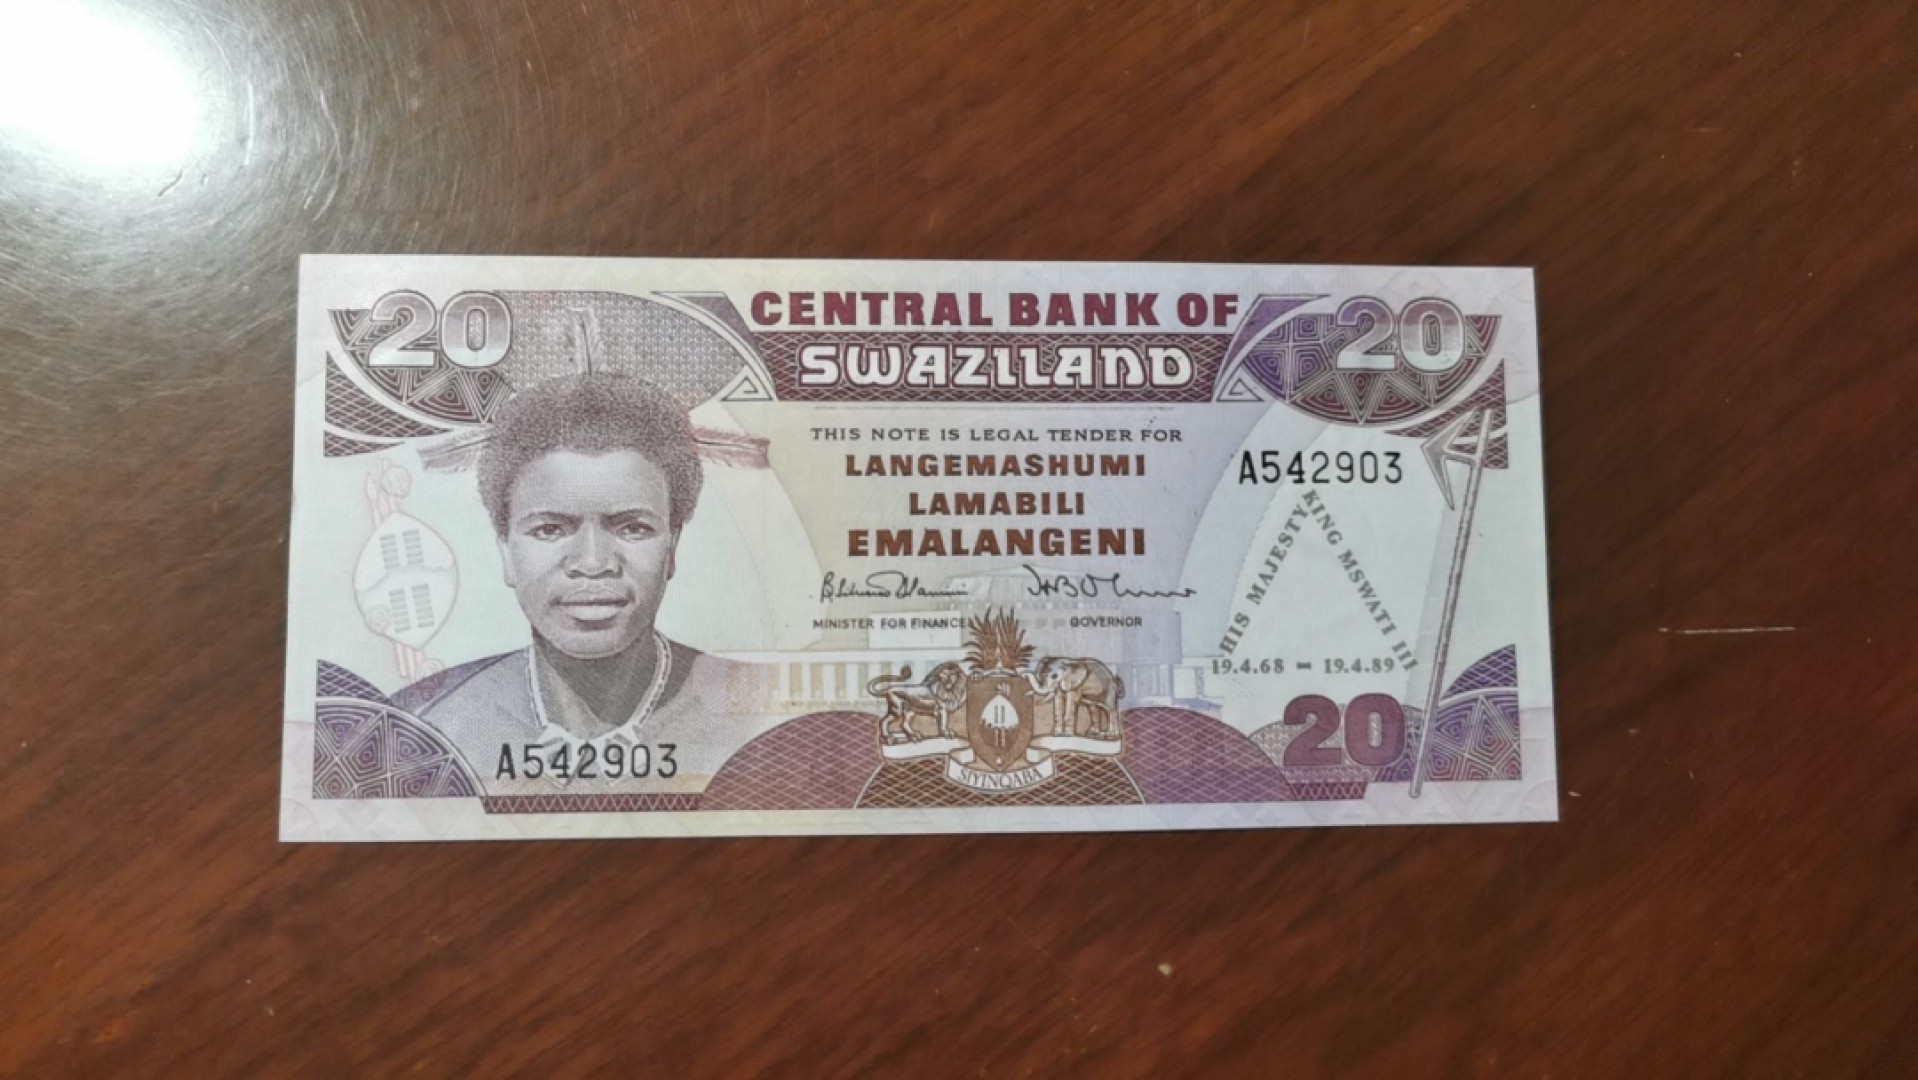 20
CENTRAL BANK OF
20
SWAZILAND
THIS NOTE IS LEGAL TENDER FOR
LANGEMASHUMI
LAMABILI
EMALANGENI
A542903
HIS MAJESTY KING MSWATI III
19.4.68 - 19.4.89
MINISTER FOR FINANCE
GOVERNOR
20
A542903
SIYINQABA